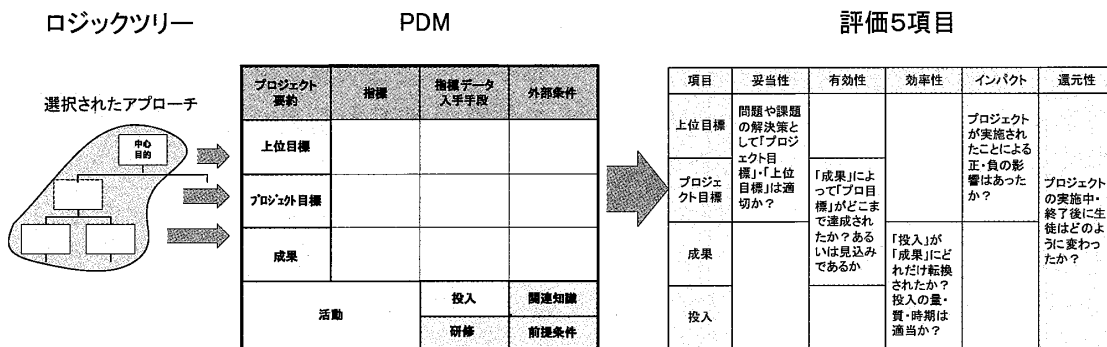 ロジックツリー
PDM
評価5項目
選択されたアプローチ
中心
目的
プロジェクト
要約
指標
指標データ
入手手段
外部条件
上位目標
プロジェクト目標
成果
活動
投入
関連知識
研修
前提条件
項目
妥当性
有効性
効率性
インパクト
還元性
上位目標
プロジェ
クト目標
成果
投入
問題や課題
の解決策と
して「プロジ
ェクト目
標」・「上位
目標」は適
切か?
「成果」によ
って「プロ目
標」がどこま
で達成され
たか?ある
いは見込み
であるか
「投入」が
「成果」にど
れだけ転換
されたか?
投入の量・
質・時期は
適当か?
プロジェクト
が実施され
たことによる
正・負の影
響はあった
か?
プロジェクト
の実施中・
終了後に生
徒はどのよ
うに変わっ
たか?